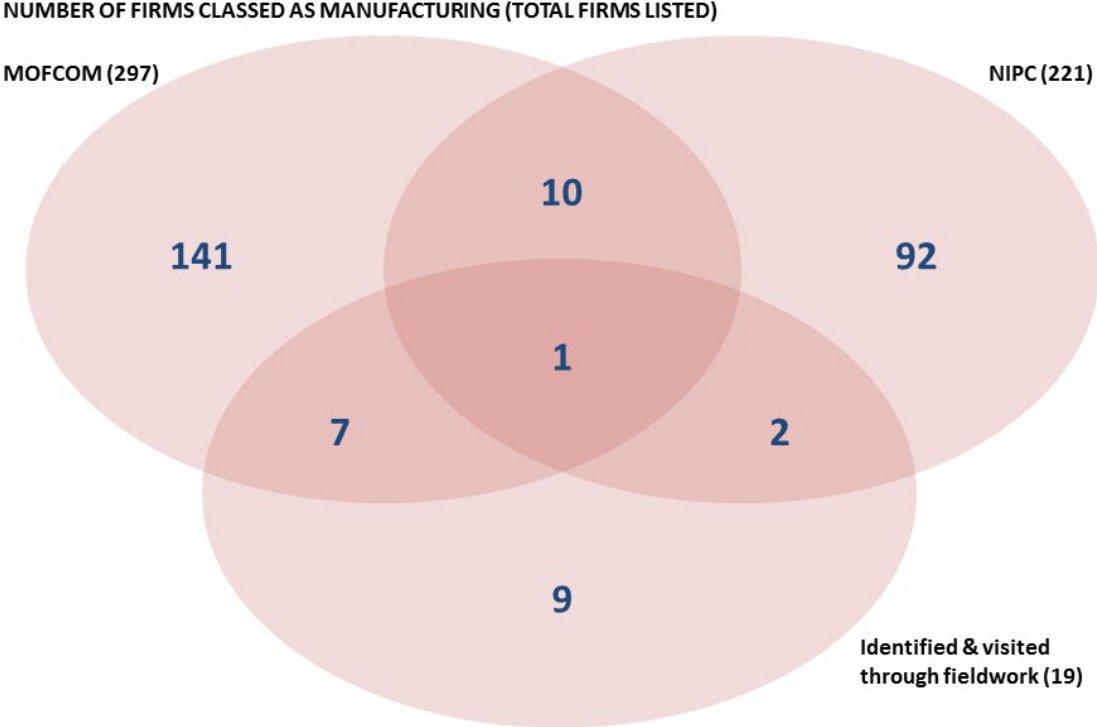 NUMBER OF FIRMS CLASSED AS MANUFACTURING (TOTAL FIRMS LISTED)
MOFCOM (297)
NIPC (221)
10
141
92
1
7
2
9
Identified & visited
through fieldwork (19)